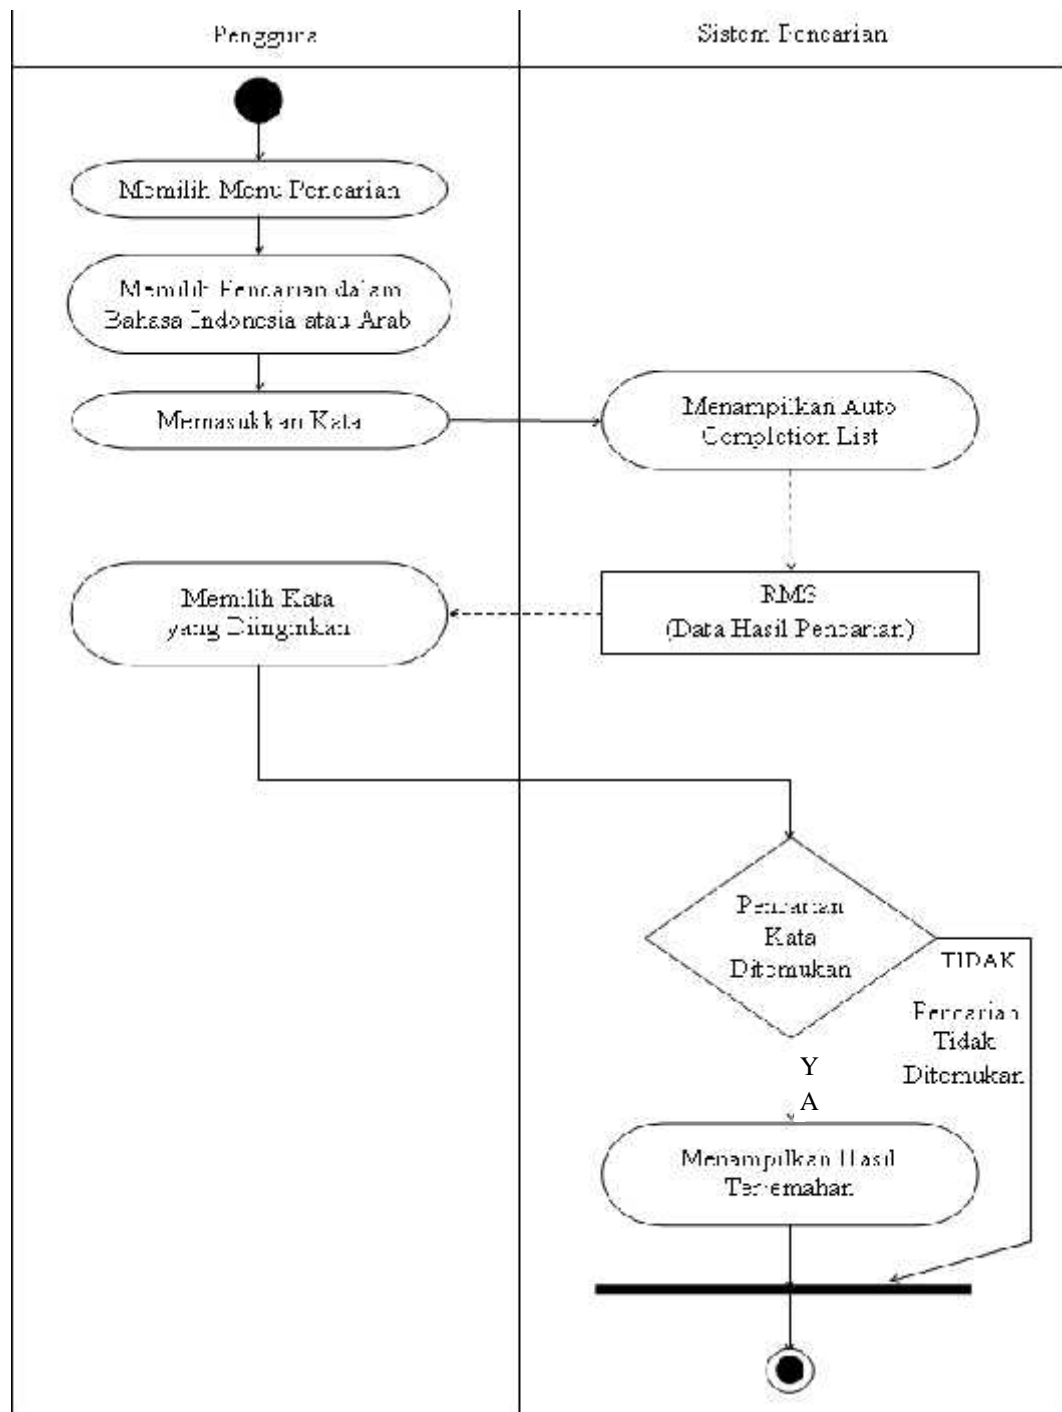 Pengguna
Sistem Pencarian
Memilih Menu Pencarian
Memilih Pencarian dalam
Bahasa Indonesia atau Arab
Memasukkan Kata
Menampilkan Auto
Completion List
Memilih Kata
yang Diinginkan
RMS
(Data Hasil Pencarian)
Pencarian
Kata
Ditemukan
TIDAK
Pencarian
Tidak
Ditemukan
Y
A
Menampilkan Hasil
Terjemahan